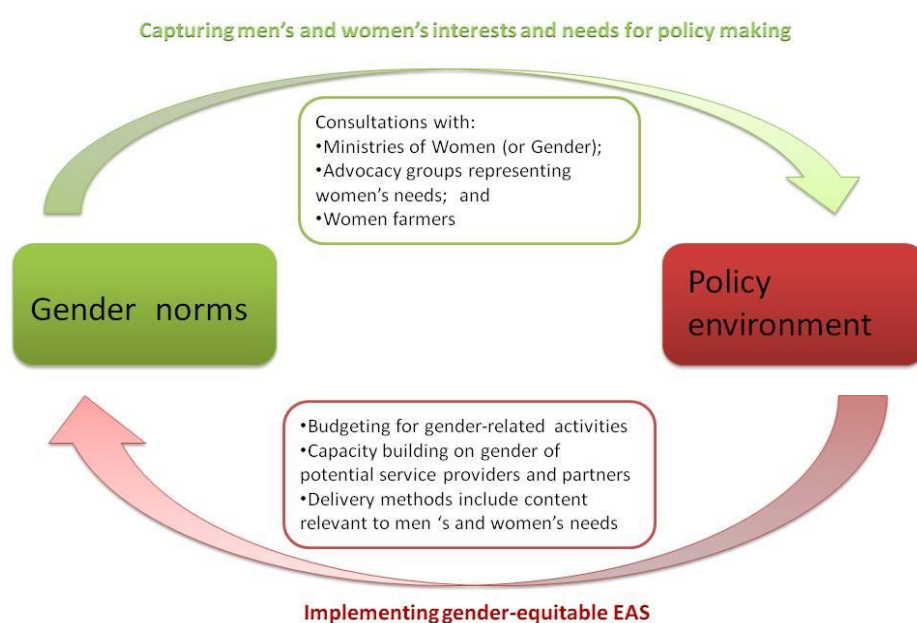 Capturing men's and women's interests and needs for policy making
Consultations with:
•Ministries of Women (or Gender);
•Advocacy groups representing
women's needs;  and
•Women farmers
Gender  norms
Policy
environment
•Budgeting for gender-related  activities
•Capacity building on gender of
potential service providers and partners
•Delivery methods include content
relevant to men 's and women's needs
Implementing gender-equitable EAS